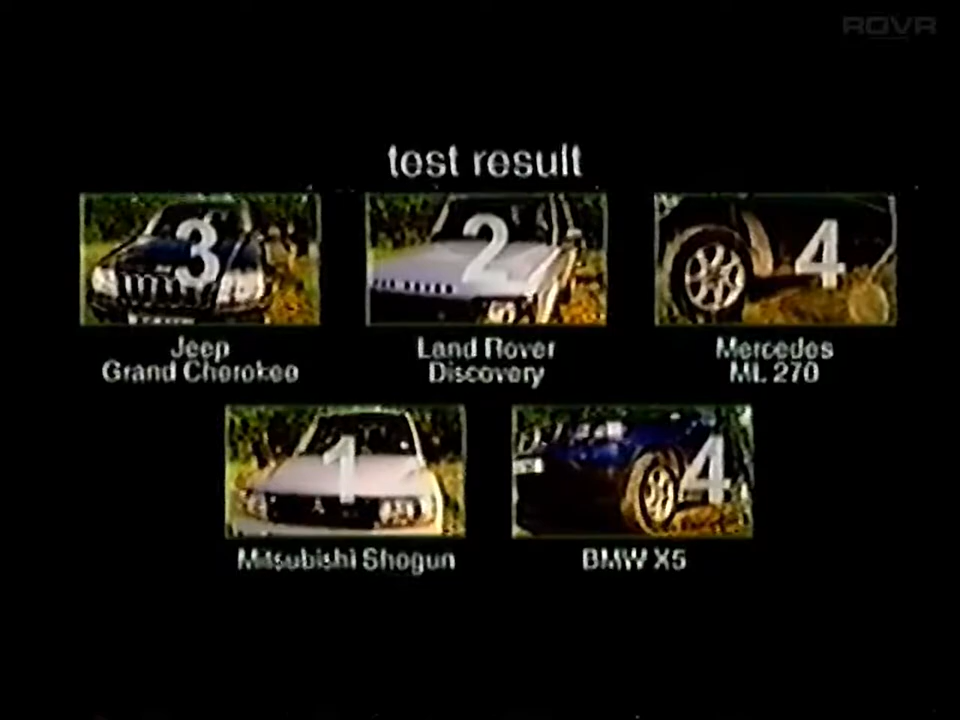 ROVR
test result
3
2
4
Jeep
Grand Cherokee
Land Rover
Discovery
Mercedes
ML 270
1
4
Mitsubishi Shogun
BMW X5